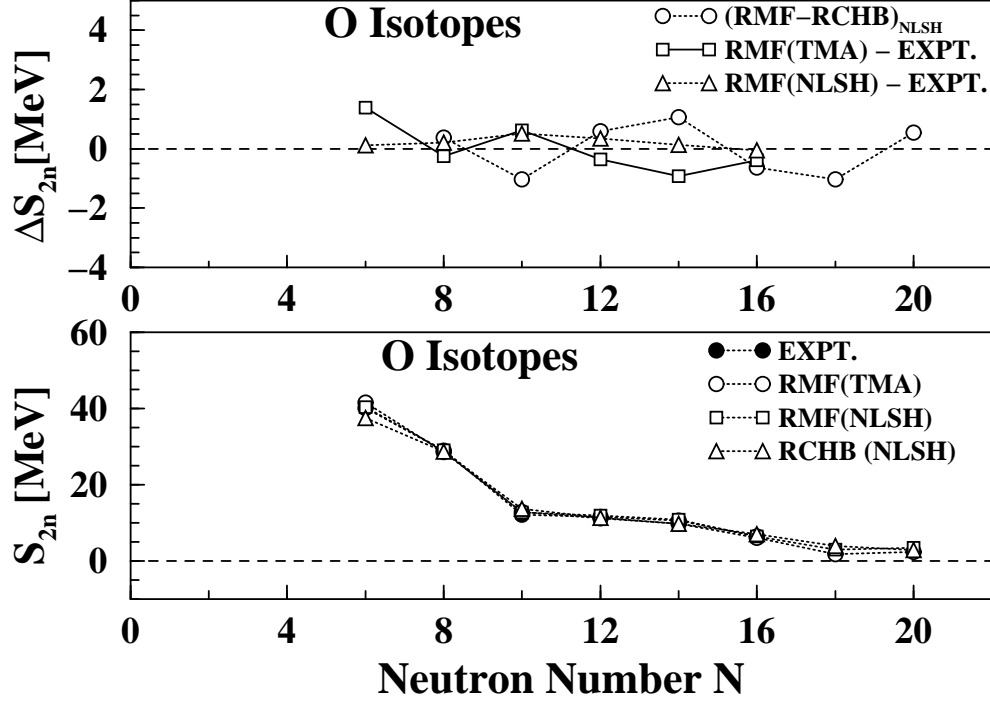 O Isotopes
(RMF−RCHB)NLSH
RMF(TMA) − EXPT.
RMF(NLSH) − EXPT.
ΔS2n[MeV]
4
2
0
−2
−4
0 4 8 12 16 20
O Isotopes
EXPT.
RMF(TMA)
RMF(NLSH)
RCHB (NLSH)
S2n [MeV]
60
40
20
0
0 4 8 12 16 20
Neutron Number N